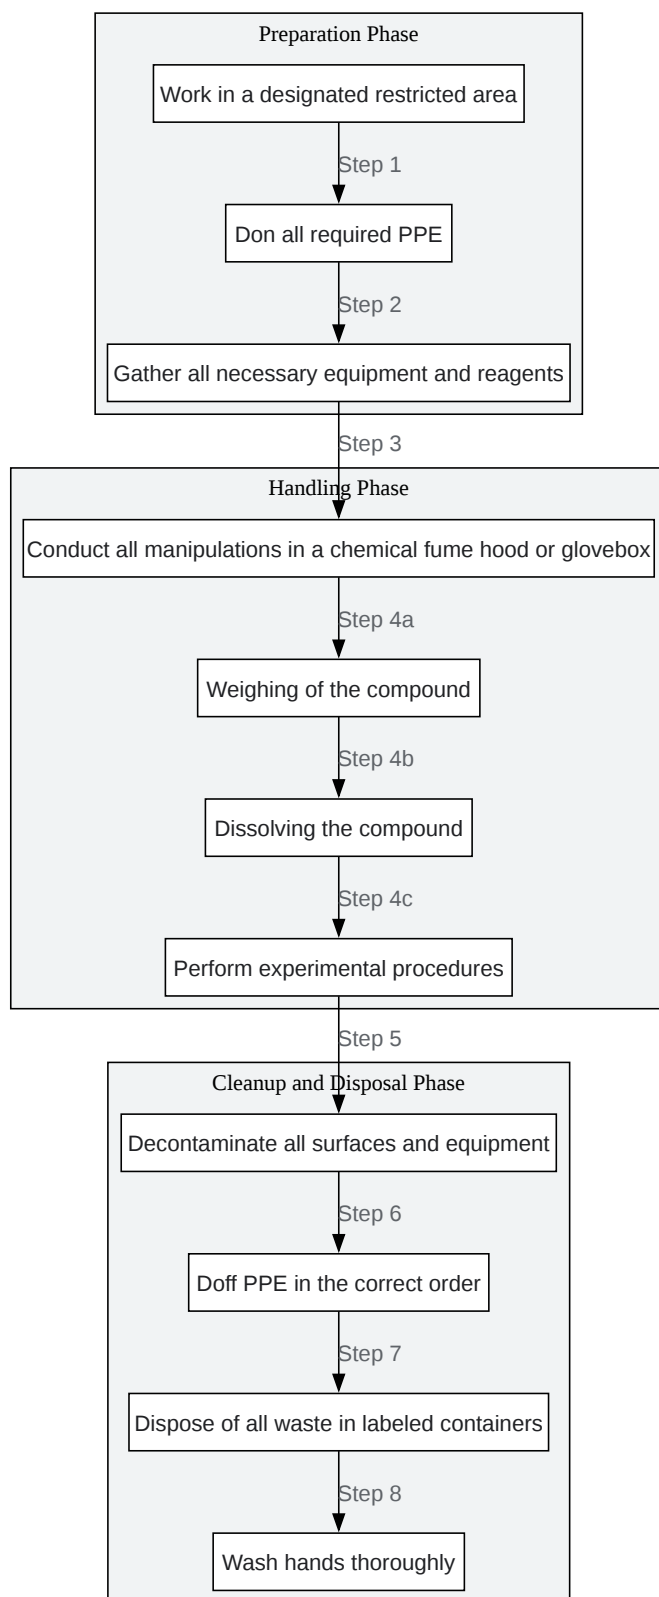 Preparation Phase
Work in a designated restricted area
Step 1
Don all required PPE
Step 2
Gather all necessary equipment and reagents
Step 3
Handling Phase
Conduct all manipulations in a chemical fume hood or glovebox
Step 4a
Weighing of the compound
Step 4b
Dissolving the compound
Step 4c
Perform experimental procedures
Step 5
Cleanup and Disposal Phase
Decontaminate all surfaces and equipment
Step 6
Doff PPE in the correct order
Step 7
Dispose of all waste in labeled containers
Step 8
Wash hands thoroughly